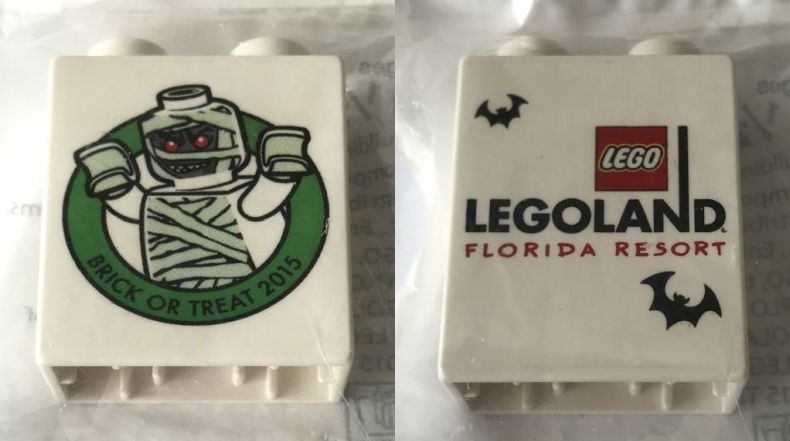 BRICK OR TREAT 2015
LEGO
LEGOLAND
FLORIDA RESORT